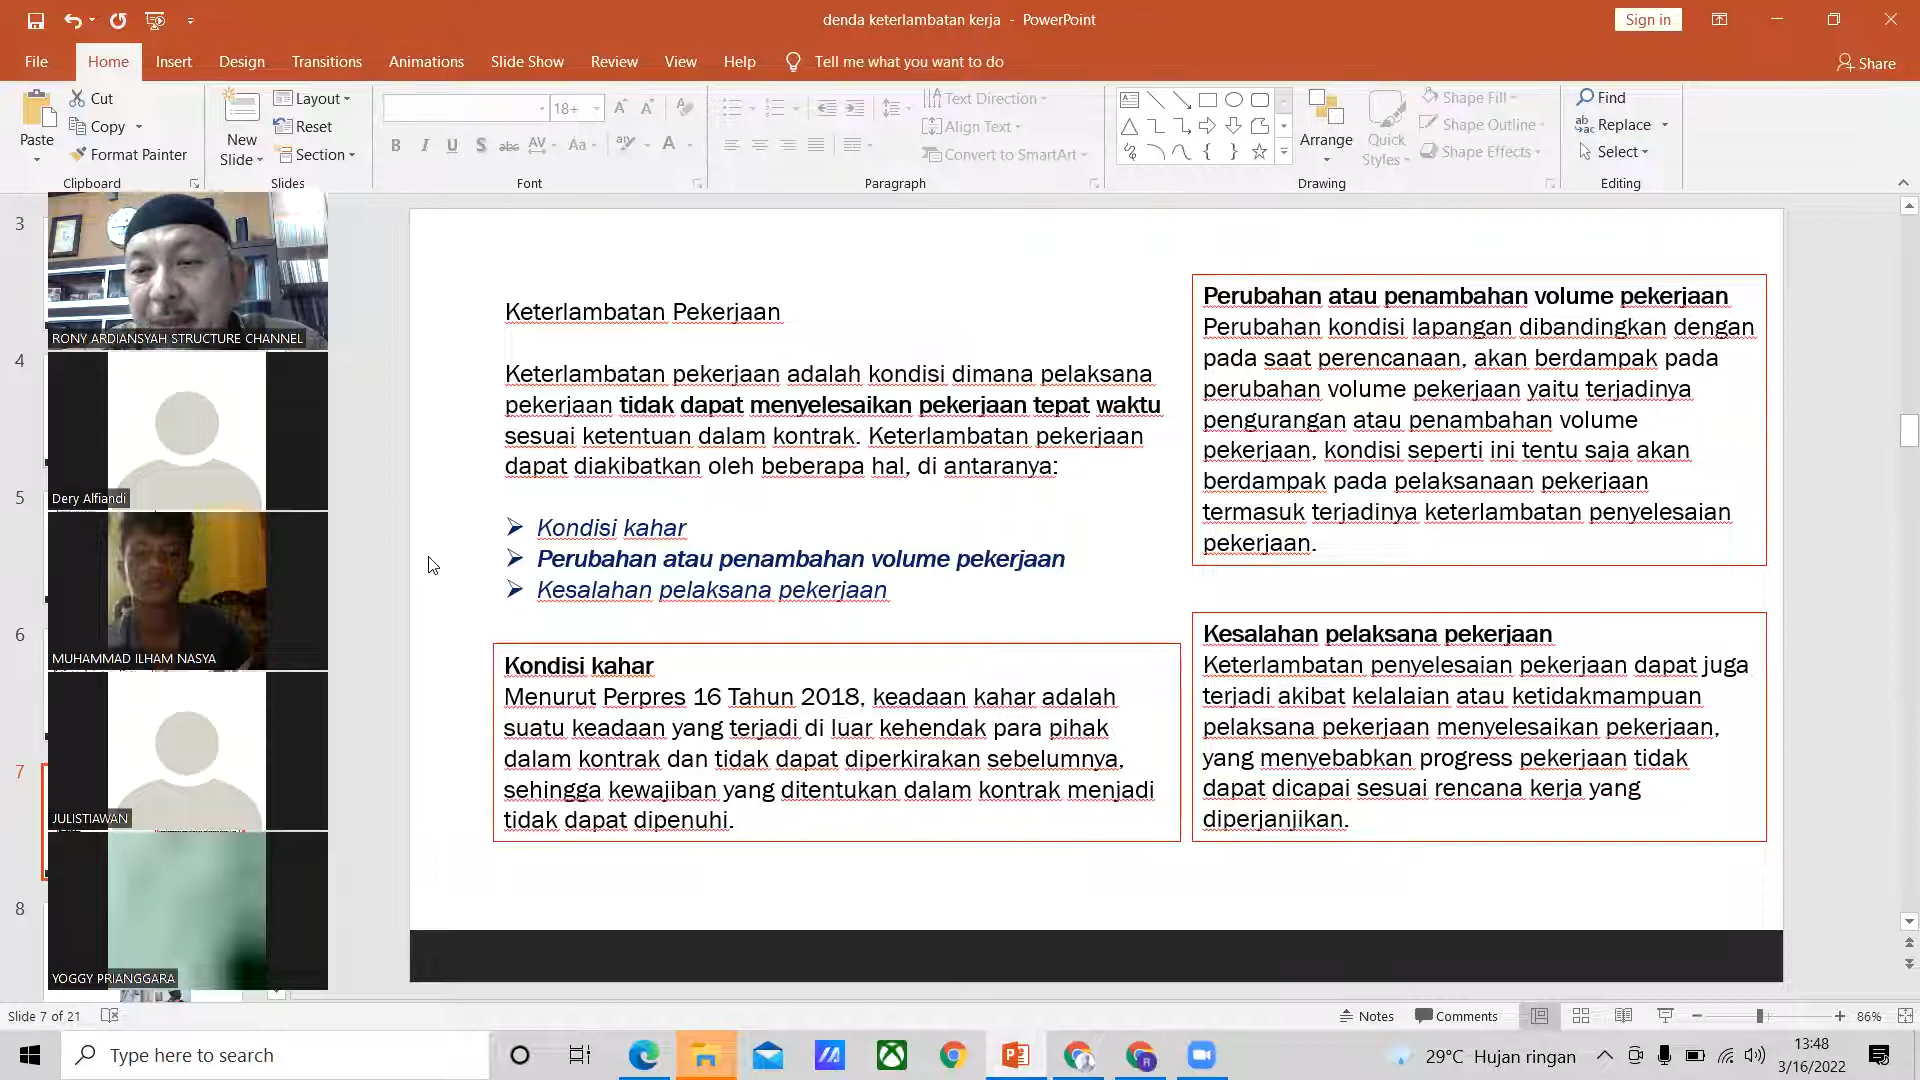 denda keterlambatan kerja - PowerPoint
Sign in
File Home Insert Design Transitions Animations Slide Show Review View Help Tell me what you want to do Share
Paste
Cut
Copy
Format Painter
Clipboard
New
Slide
Layout
Reset
Section
Slides
18+
Font
Text Direction
Align Text
Convert to SmartArt
Paragraph
Arrange
Quick
Styles
Shape Fill
Shape Outline
Shape Effects
Drawing
Find
Replace
Select
Editing
3
4
5
6
7
8
RONY ARDIANSYAH STRUCTURE CHANNEL
Dery Alfiandi
MUHAMMAD ILHAM NASYA
JULISTIAWAN
YOGGY PRIANGGARA
Keterlambatan Pekerjaan
Keterlambatan pekerjaan adalah kondisi dimana pelaksana
pekerjaan tidak dapat menyelesaikan pekerjaan tepat waktu
sesuai ketentuan dalam kontrak. Keterlambatan pekerjaan
dapat diakibatkan oleh beberapa hal, di antaranya:
➢ Kondisi kahar
➢ Perubahan atau penambahan volume pekerjaan
➢ Kesalahan pelaksana pekerjaan
Kondisi kahar
Menurut Perpres 16 Tahun 2018, keadaan kahar adalah
suatu keadaan yang terjadi di luar kehendak para pihak
dalam kontrak dan tidak dapat diperkirakan sebelumnya,
sehingga kewajiban yang ditentukan dalam kontrak menjadi
tidak dapat dipenuhi.
Perubahan atau penambahan volume pekerjaan
Perubahan kondisi lapangan dibandingkan dengan
pada saat perencanaan, akan berdampak pada
perubahan volume pekerjaan yaitu terjadinya
pengurangan atau penambahan volume
pekerjaan, kondisi seperti ini tentu saja akan
berdampak pada pelaksanaan pekerjaan
termasuk terjadinya keterlambatan penyelesaian
pekerjaan.
Kesalahan pelaksana pekerjaan
Keterlambatan penyelesaian pekerjaan dapat juga
terjadi akibat kelalaian atau ketidakmampuan
pelaksana pekerjaan menyelesaikan pekerjaan,
yang menyebabkan progress pekerjaan tidak
dapat dicapai sesuai rencana kerja yang
diperjanjikan.
Slide 7 of 21
Notes
Comments
86%
Type here to search
29°C Hujan ringan
13:48
3/16/2022